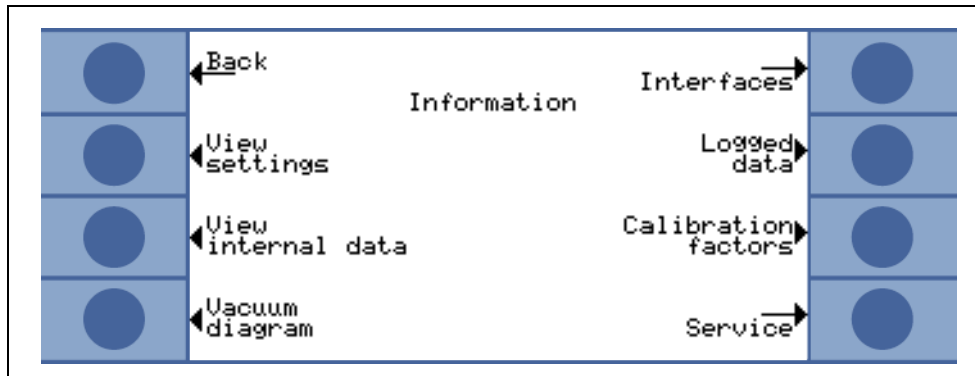 Back
Interfaces
Information
View
settings
Logged
data
View
internal data
Calibration
factors
Vacuum
diagram
Service